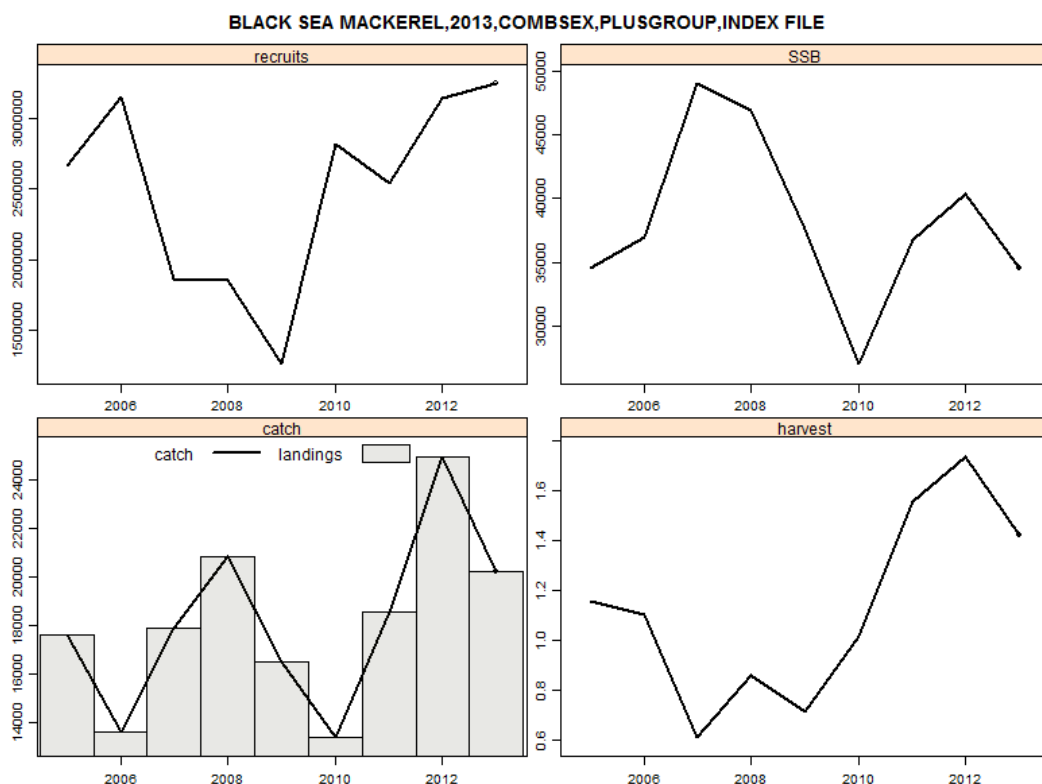 BLACK SEA MACKEREL,2013,COMBSEX,PLUSGROUP,INDEX FILE
recruits
3000000
2500000
2000000
1500000
2006 2008 2010 2012
SSB
50000
45000
40000
35000
30000
2006 2008 2010 2012
catch
catch landings
24000
22000
20000
18000
16000
14000
2006 2008 2010 2012
harvest
1.6
1.4
1.2
1.0
0.8
0.6
2006 2008 2010 2012